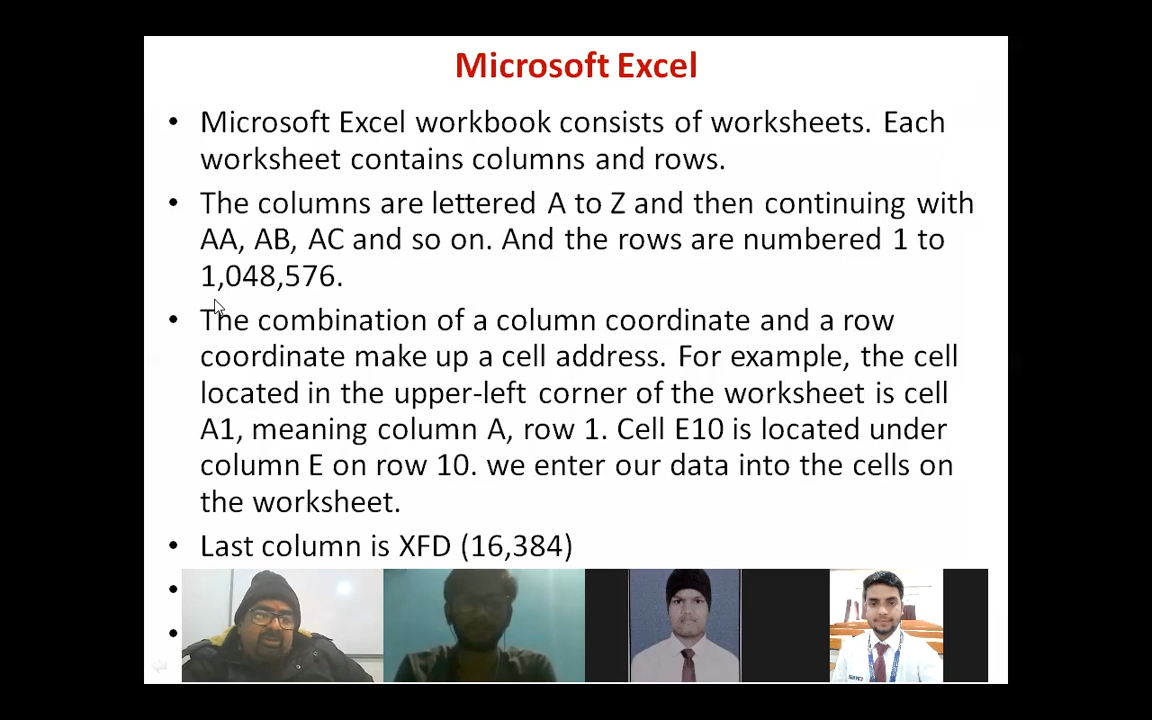 Microsoft Excel
• Microsoft Excel workbook consists of worksheets. Each
worksheet contains columns and rows.
• The columns are lettered A to Z and then continuing with
AA, AB, AC and so on. And the rows are numbered 1 to
1,048,576.
• The combination of a column coordinate and a row
coordinate make up a cell address. For example, the cell
located in the upper-left corner of the worksheet is cell
A1, meaning column A, row 1. Cell E10 is located under
column E on row 10. we enter our data into the cells on
the worksheet.
• Last column is XFD (16,384)
•
•